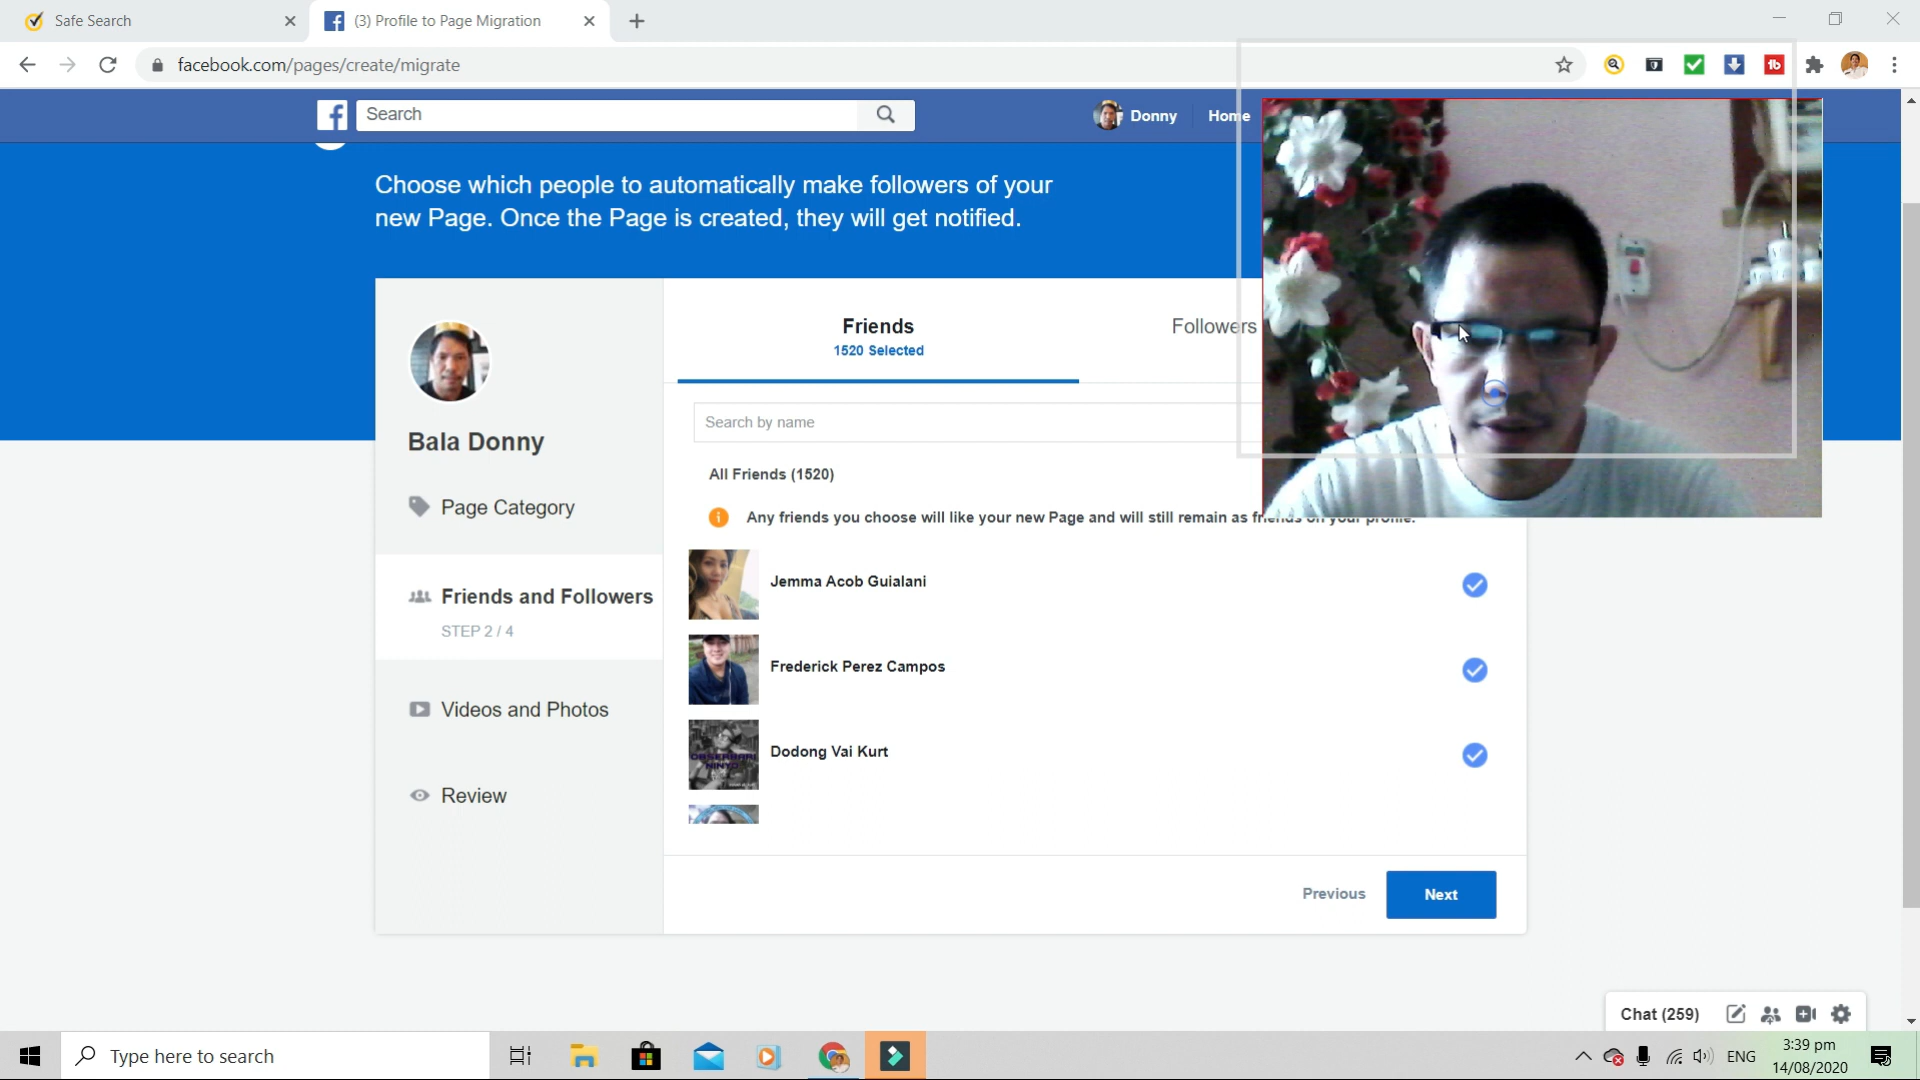 Safe Search
(3) Profile to Page Migration
facebook.com/pages/create/migrate
Search
Donny
Home
Choose which people to automatically make followers of your
new Page. Once the Page is created, they will get notified.
Bala Donny
Page Category
Friends and Followers
STEP 2 / 4
Videos and Photos
Review
Friends
1520 Selected
Followers
Search by name
All Friends (1520)
Any friends you choose will like your new Page and will still remain as friends on your profile.
Jemma Acob Guialani
Frederick Perez Campos
Dodong Vai Kurt
Previous
Next
Chat (259)
Type here to search
ENG
3:39 pm
14/08/2020